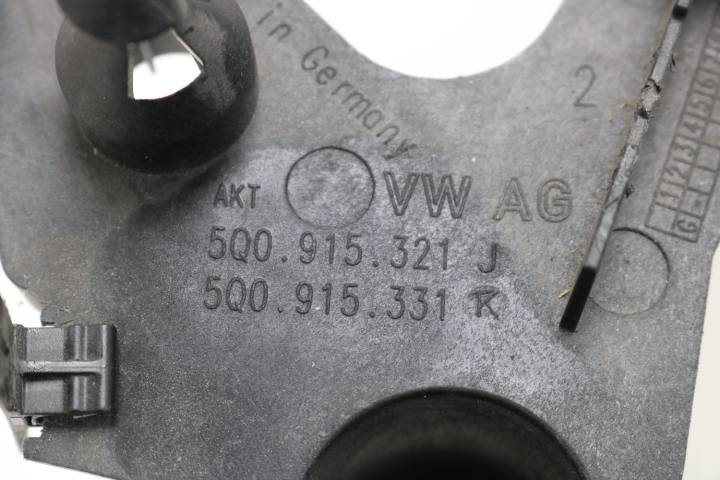 in Germany
2
AKT VW AG
5Q0.915.321 J
5Q0.915.331 K